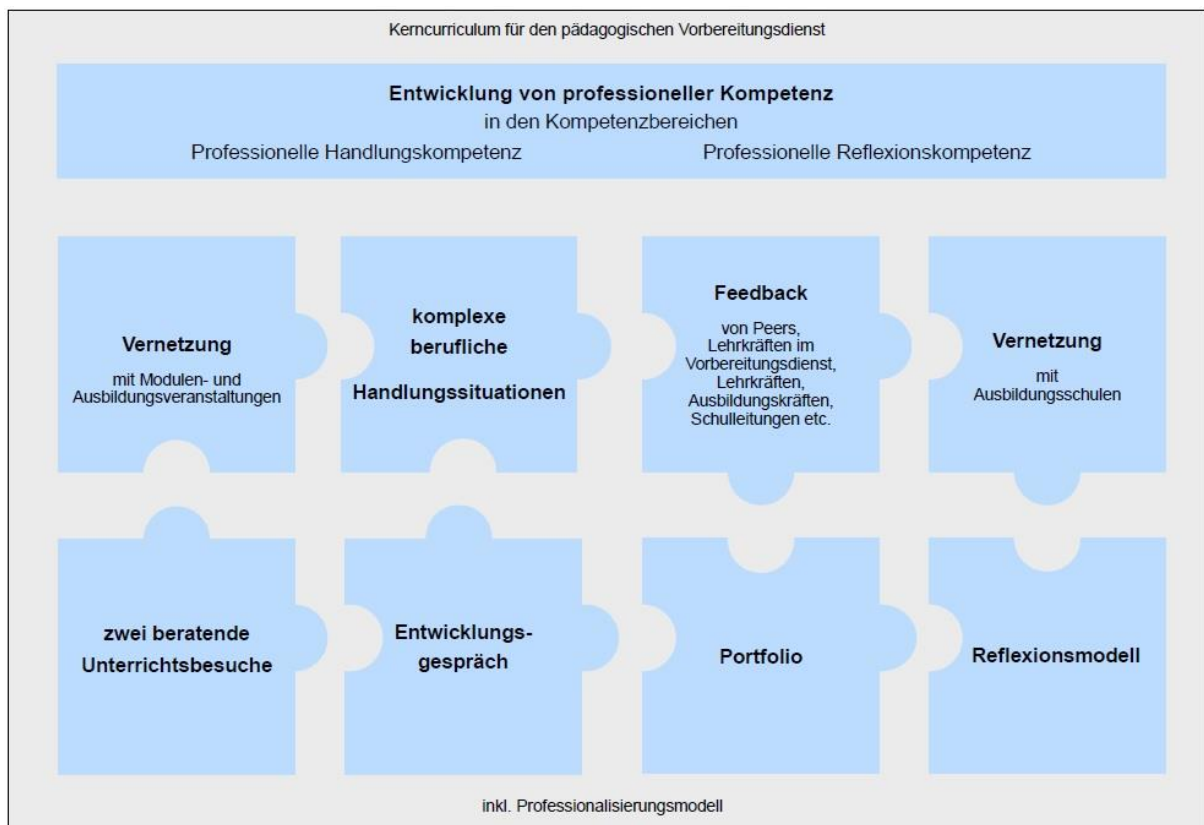 Kerncurriculum für den pädagogischen Vorbereitungsdienst
Entwicklung von professioneller Kompetenz
in den Kompetenzbereichen
Professionelle Handlungskompetenz
Professionelle Reflexionskompetenz
Vernetzung
mit Modulen- und
Ausbildungsveranstaltungen
komplexe
berufliche
Handlungssituationen
Feedback
von Peers,
Lehrkräften im
Vorbereitungsdienst,
Lehrkräften,
Ausbildungskräften,
Schulleitungen etc.
Vernetzung
mit
Ausbildungsschulen
zwei beratende
Unterrichtsbesuche
Entwicklungs-
gespräch
Portfolio
Reflexionsmodell
inkl. Professionalisierungsmodell